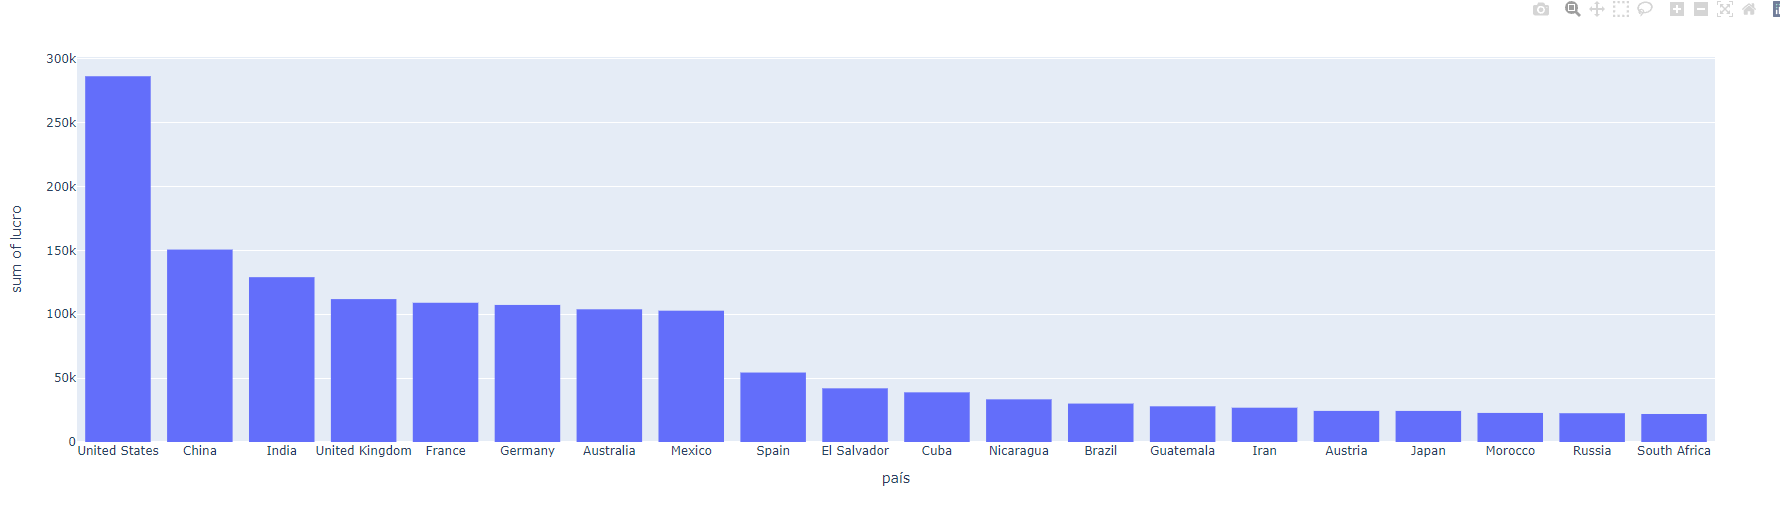 300k
250k
200k
150k
100k
50k
0
sum of lucro
United States China India United Kingdom France Germany Australia Mexico Spain El Salvador Cuba Nicaragua Brazil Guatemala Iran Austria Japan Morocco Russia South Africa
país